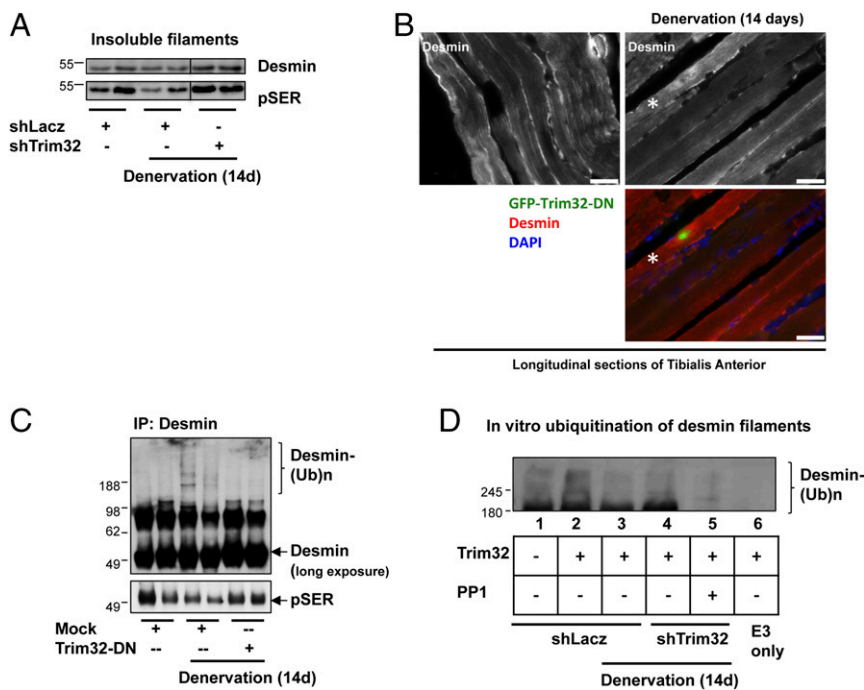 A
Insoluble filaments
55
Desmin
55
pSER
shLacz + + -
shTrim32 - - +
Denervation (14d)
B
Denervation (14 days)
Desmin
Desmin
*
GFP-Trim32-DN
Desmin
DAPI
*
Longitudinal sections of Tibialis Anterior
C
IP: Desmin
Desmin-
(Ub)n
188
98
62
Desmin
49
(long exposure)
49
pSER
Mock + + --
Trim32-DN -- -- +
Denervation (14d)
D
In vitro ubiquitination of desmin filaments
Desmin-
(Ub)n
245
180
1 2 3 4 5 6
Trim32 - + + + + +
PP1 - - - - + -
shLacz shTrim32 E3
only
Denervation (14d)